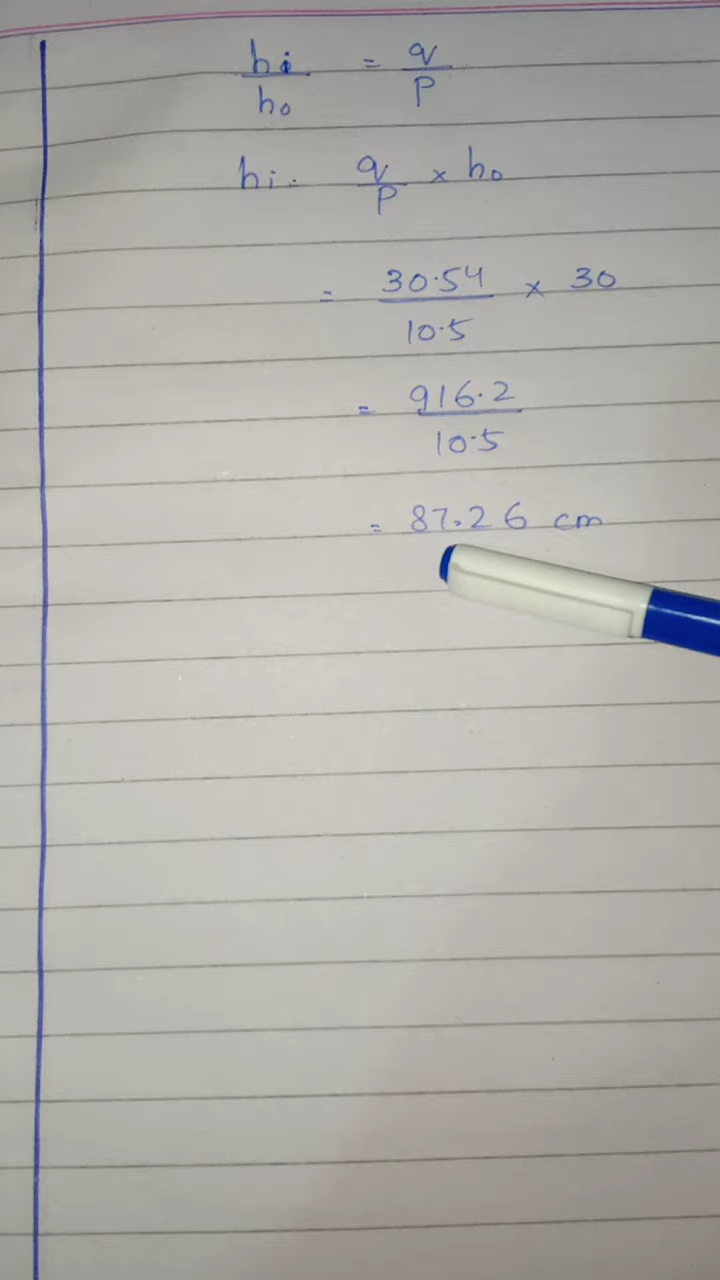 hi/ho = q/p
hi = q/p × ho
= 30.54/10.5 × 30
= 916.2/10.5
= 87.26 cm